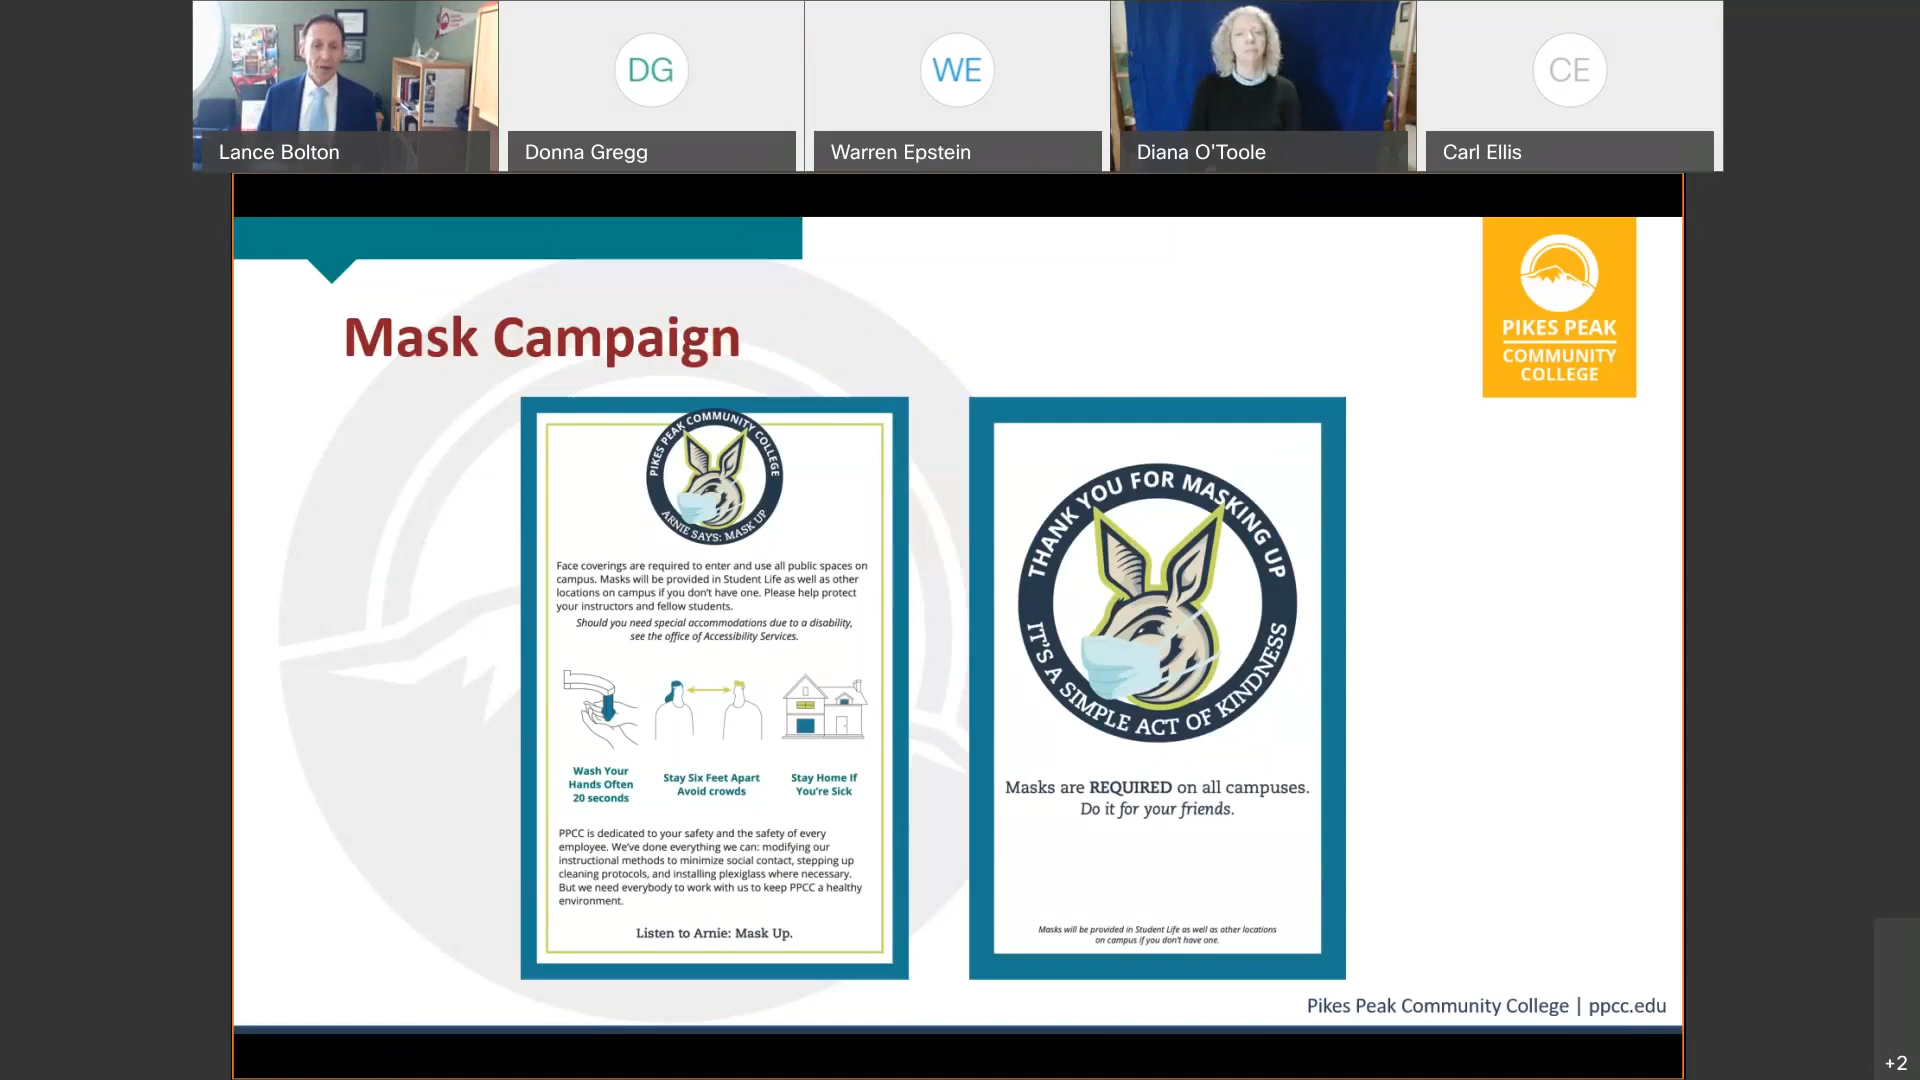 DG
WE
CE
Lance Bolton
Donna Gregg
Warren Epstein
Diana O'Toole
Carl Ellis
PIKES PEAK
COMMUNITY
COLLEGE
Mask Campaign
PIKES PEAK COMMUNITY COLLEGE
ARNIE SAYS: MASK UP
Face coverings are required to enter and use all public spaces on
campus. Masks will be provided in Student Life as well as other
locations on campus if you don't have one. Please help protect
your instructors and fellow students.
Should you need special accommodations due to a disability,
see the office of Accessibility Services.
Wash Your
Hands Often
20 seconds
Stay Six Feet Apart
Avoid crowds
Stay Home If
You're Sick
PPCC is dedicated to your safety and the safety of every
employee. We've done everything we can: modifying our
instructional methods to minimize social contact, stepping up
cleaning protocols, and installing plexiglass where necessary.
But we need everybody to work with us to keep PPCC a healthy
environment.
Listen to Arnie: Mask Up.
THANK YOU FOR MASKING UP
IT'S A SIMPLE ACT OF KINDNESS
Masks are REQUIRED on all campuses.
Do it for your friends.
Masks will be provided in Student Life as well as other locations
on campus if you don't have one.
Pikes Peak Community College | ppcc.edu
+2